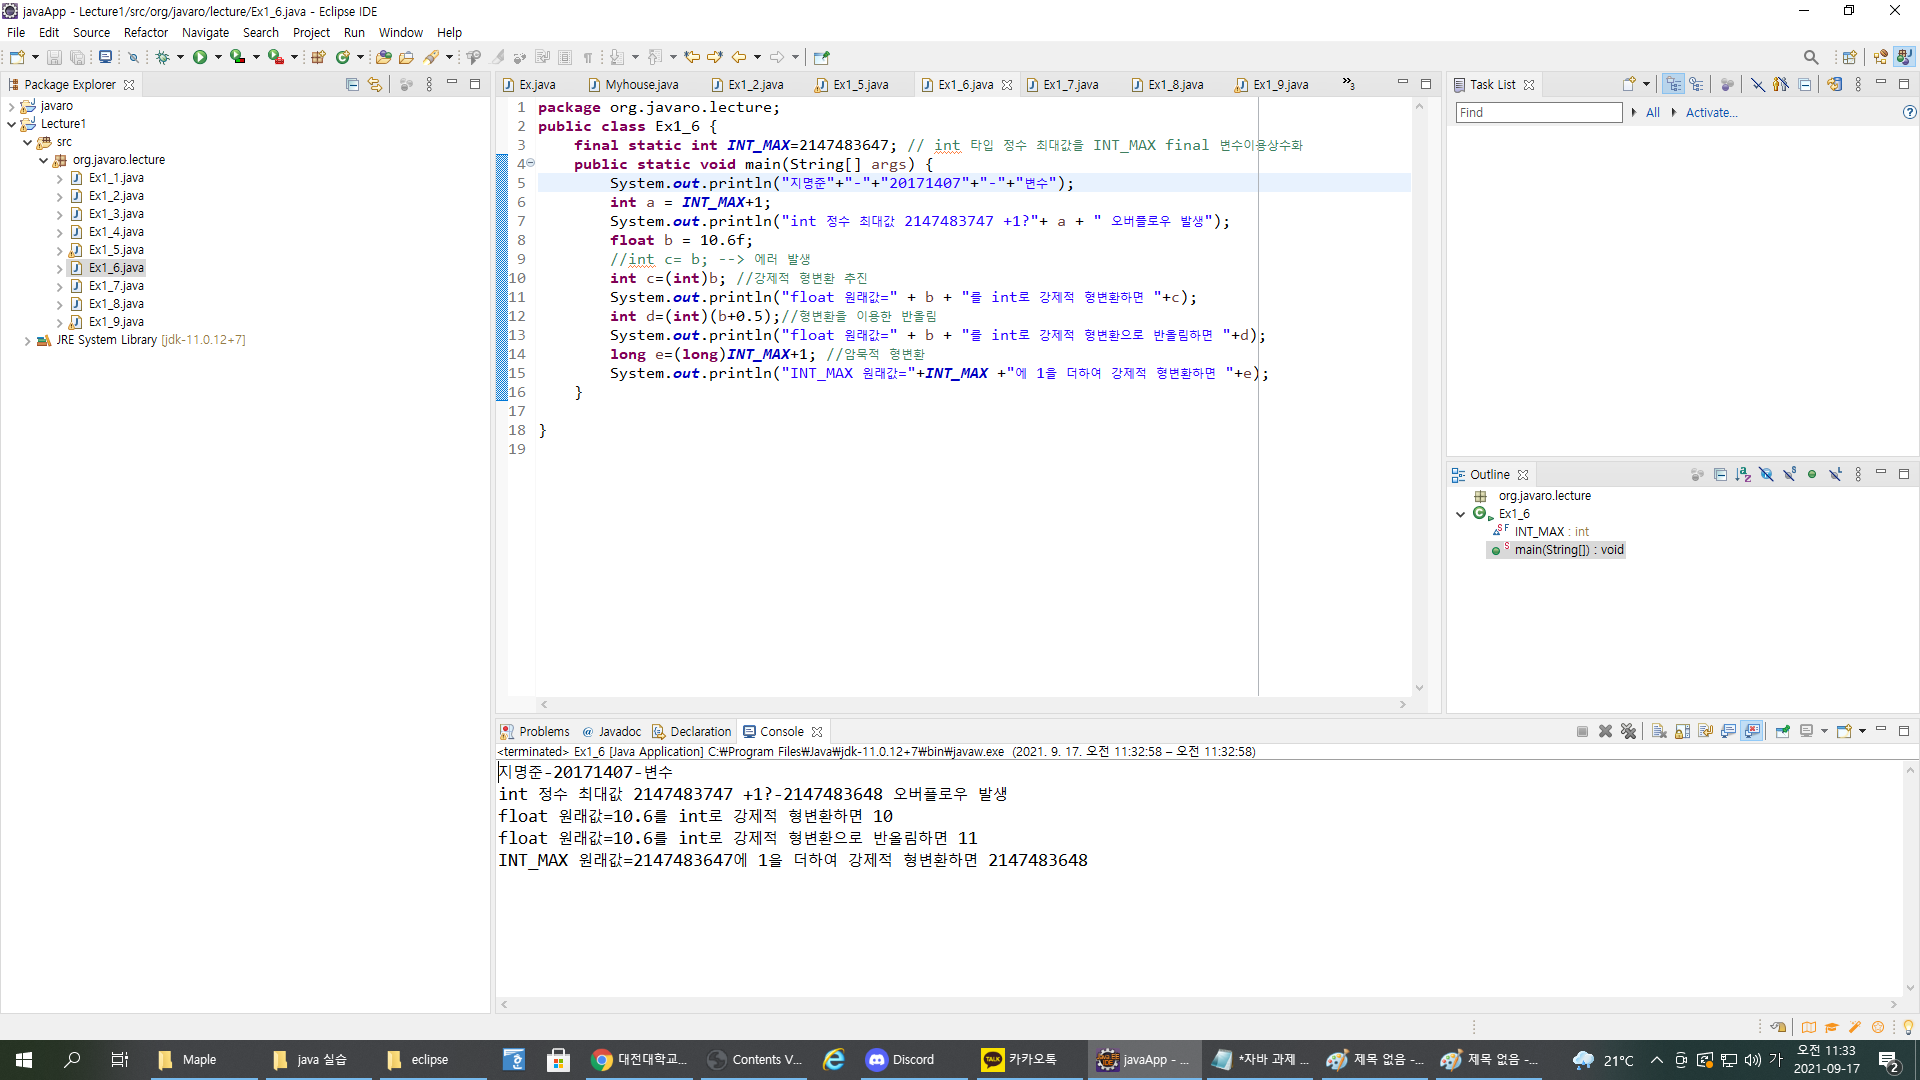 javaApp - Lecture1/src/org/javaro/lecture/Ex1_6.java - Eclipse IDE
File Edit Source Refactor Navigate Search Project Run Window Help
Package Explorer
javaro
Lecture1
src
org.javaro.lecture
Ex1_1.java
Ex1_2.java
Ex1_3.java
Ex1_4.java
Ex1_5.java
Ex1_6.java
Ex1_7.java
Ex1_8.java
Ex1_9.java
JRE System Library [jdk-11.0.12+7]
Ex.java Myhouse.java Ex1_2.java Ex1_5.java Ex1_6.java Ex1_7.java Ex1_8.java Ex1_9.java »3
1 package org.javaro.lecture;
2 public class Ex1_6 {
3 final static int INT_MAX=2147483647; // int 타입 정수 최대값을 INT_MAX final 변수이용상수화
4 public static void main(String[] args) {
5 System.out.println("지명준"+"-"+"20171407"+"-"+"변수");
6 int a = INT_MAX+1;
7 System.out.println("int 정수 최대값 2147483747 +1?"+ a + " 오버플로우 발생");
8 float b = 10.6f;
9 //int c= b; --> 에러 발생
10 int c=(int)b; //강제적 형변환 추진
11 System.out.println("float 원래값=" + b + "를 int로 강제적 형변환하면 "+c);
12 int d=(int)(b+0.5);//형변환을 이용한 반올림
13 System.out.println("float 원래값=" + b + "를 int로 강제적 형변환으로 반올림하면 "+d);
14 long e=(long)INT_MAX+1; //암묵적 형변환
15 System.out.println("INT_MAX 원래값="+INT_MAX +"에 1을 더하여 강제적 형변환하면 "+e);
16 }
17
18 }
19
Task List
Find All Activate...
Outline
org.javaro.lecture
Ex1_6
INT_MAX : int
main(String[]) : void
Problems @ Javadoc Declaration Console
<terminated> Ex1_6 [Java Application] C:₩Program Files₩Java₩jdk-11.0.12+7₩bin₩javaw.exe (2021. 9. 17. 오전 11:32:58 – 오전 11:32:58)
지명준-20171407-변수
int 정수 최대값 2147483747 +1?-2147483648 오버플로우 발생
float 원래값=10.6를 int로 강제적 형변환하면 10
float 원래값=10.6를 int로 강제적 형변환으로 반올림하면 11
INT_MAX 원래값=2147483647에 1을 더하여 강제적 형변환하면 2147483648
Maple java 실습 eclipse 대전대학교... Contents V... Discord TALK 카카오톡 javaApp - ... *자바 과제 ... 제목 없음 -... 제목 없음 -... 21°C 가 오전 11:33
2021-09-17 2